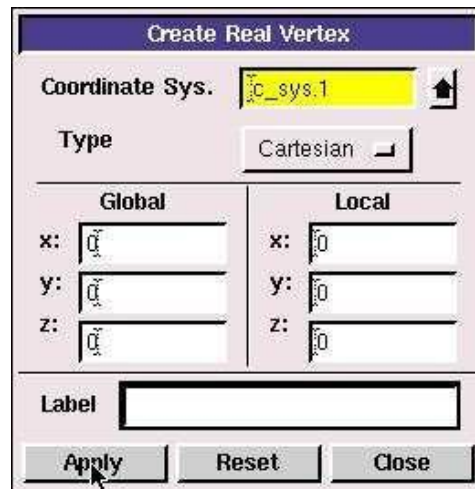 Create Real Vertex
Coordinate Sys. c_sys.1
Type Cartesian
Global Local
x: 0 x: 0
y: 0 y: 0
z: 0 z: 0
Label
Apply Reset Close